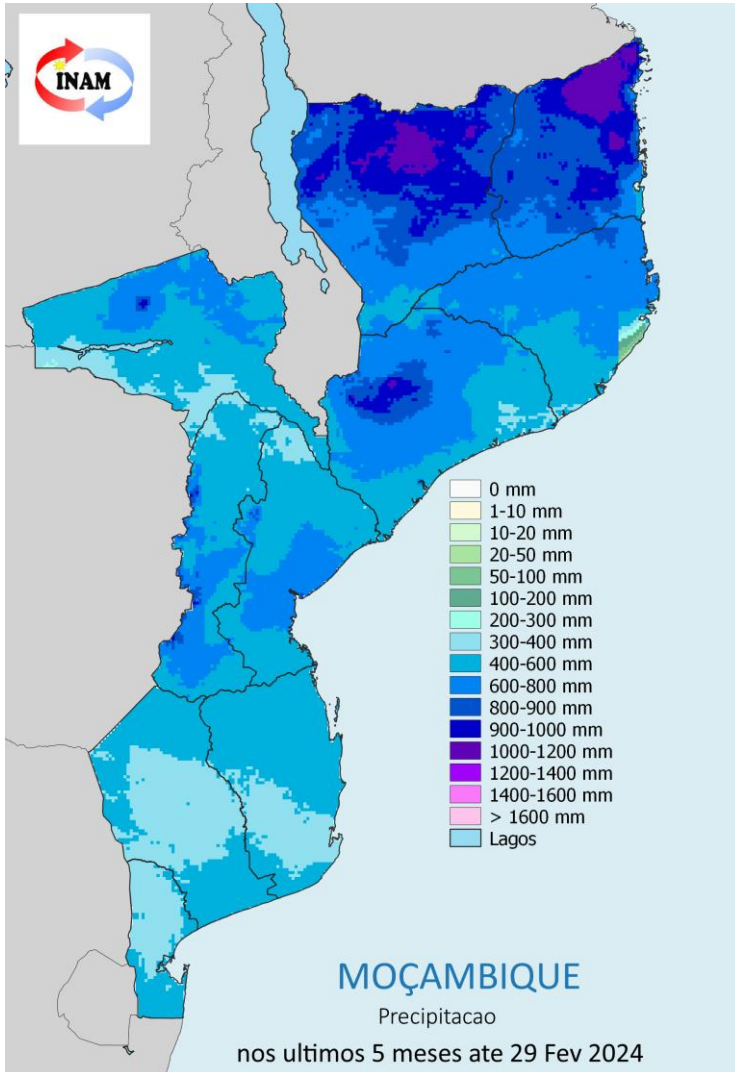 INAM
0 mm
1-10 mm
10-20 mm
20-50 mm
50-100 mm
100-200 mm
200-300 mm
300-400 mm
400-600 mm
600-800 mm
800-900 mm
900-1000 mm
1000-1200 mm
1200-1400 mm
1400-1600 mm
> 1600 mm
Lagos
MOÇAMBIQUE
Precipitacao
nos ultimos 5 meses ate 29 Fev 2024